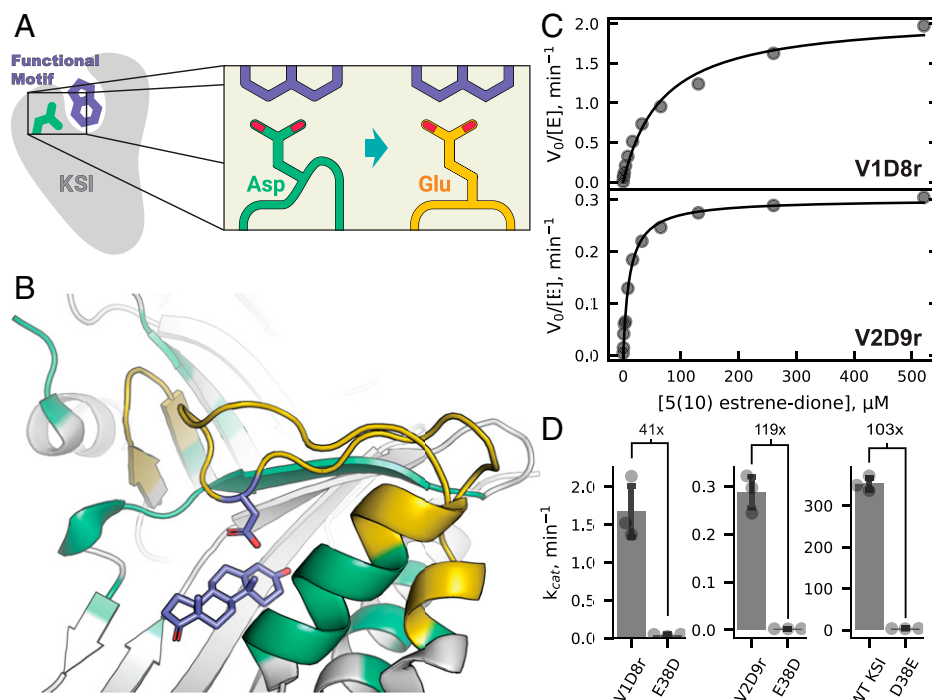 A
Functional
Motif
KSI
Asp
Glu
B
C
V₀/[E], min⁻¹
2.0
1.5
1.0
0.5
0.0
V1D8r
V₀/[E], min⁻¹
0.3
0.2
0.1
0.0
V2D9r
0 100 200 300 400 500
[5(10) estrene-dione], μM
D
41x
119x
103x
k_cat, min⁻¹
2.0
1.5
1.0
0.5
0.0
V1D8r
E38D
0.3
0.2
0.1
0.0
V2D9r
E38D
300
200
100
0
WT KSI
D38E